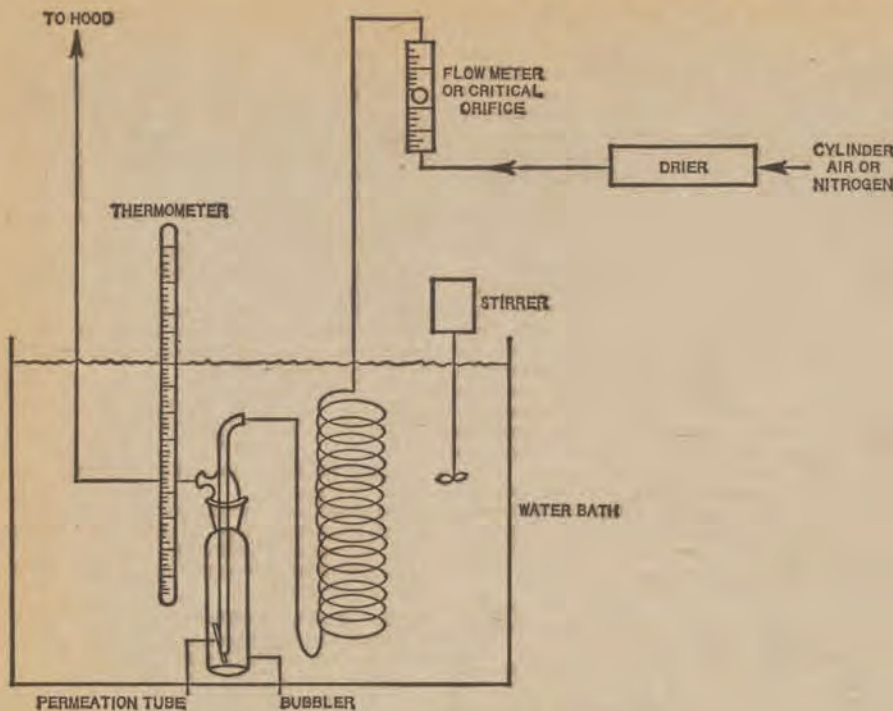 TO HOOD
FLOW METER
OR CRITICAL
ORIFICE
CYLINDER
AIR OR
NITROGEN
DRIER
THERMOMETER
STIRRER
WATER BATH
PERMEATION TUBE
BUBBLER